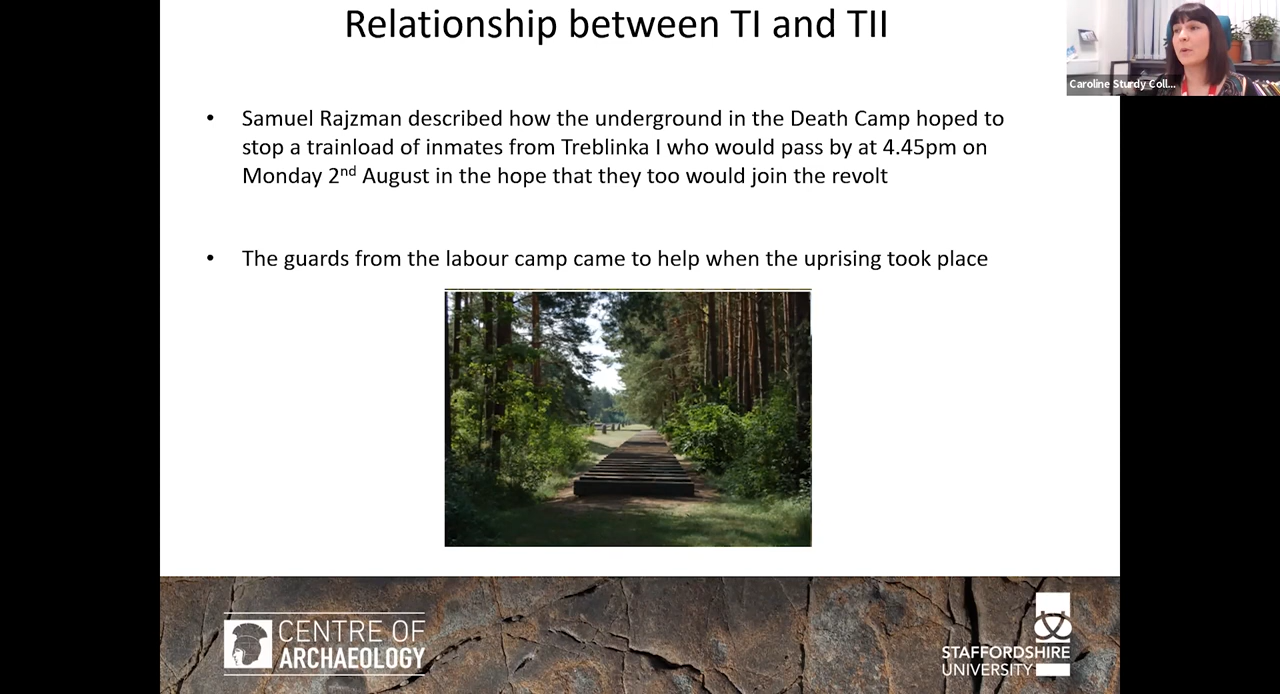 Relationship between TI and TII
Caroline Sturdy Coll...
• Samuel Rajzman described how the underground in the Death Camp hoped to
stop a trainload of inmates from Treblinka I who would pass by at 4.45pm on
Monday 2nd August in the hope that they too would join the revolt
• The guards from the labour camp came to help when the uprising took place
CENTRE OF
ARCHAEOLOGY
STAFFORDSHIRE
UNIVERSITY